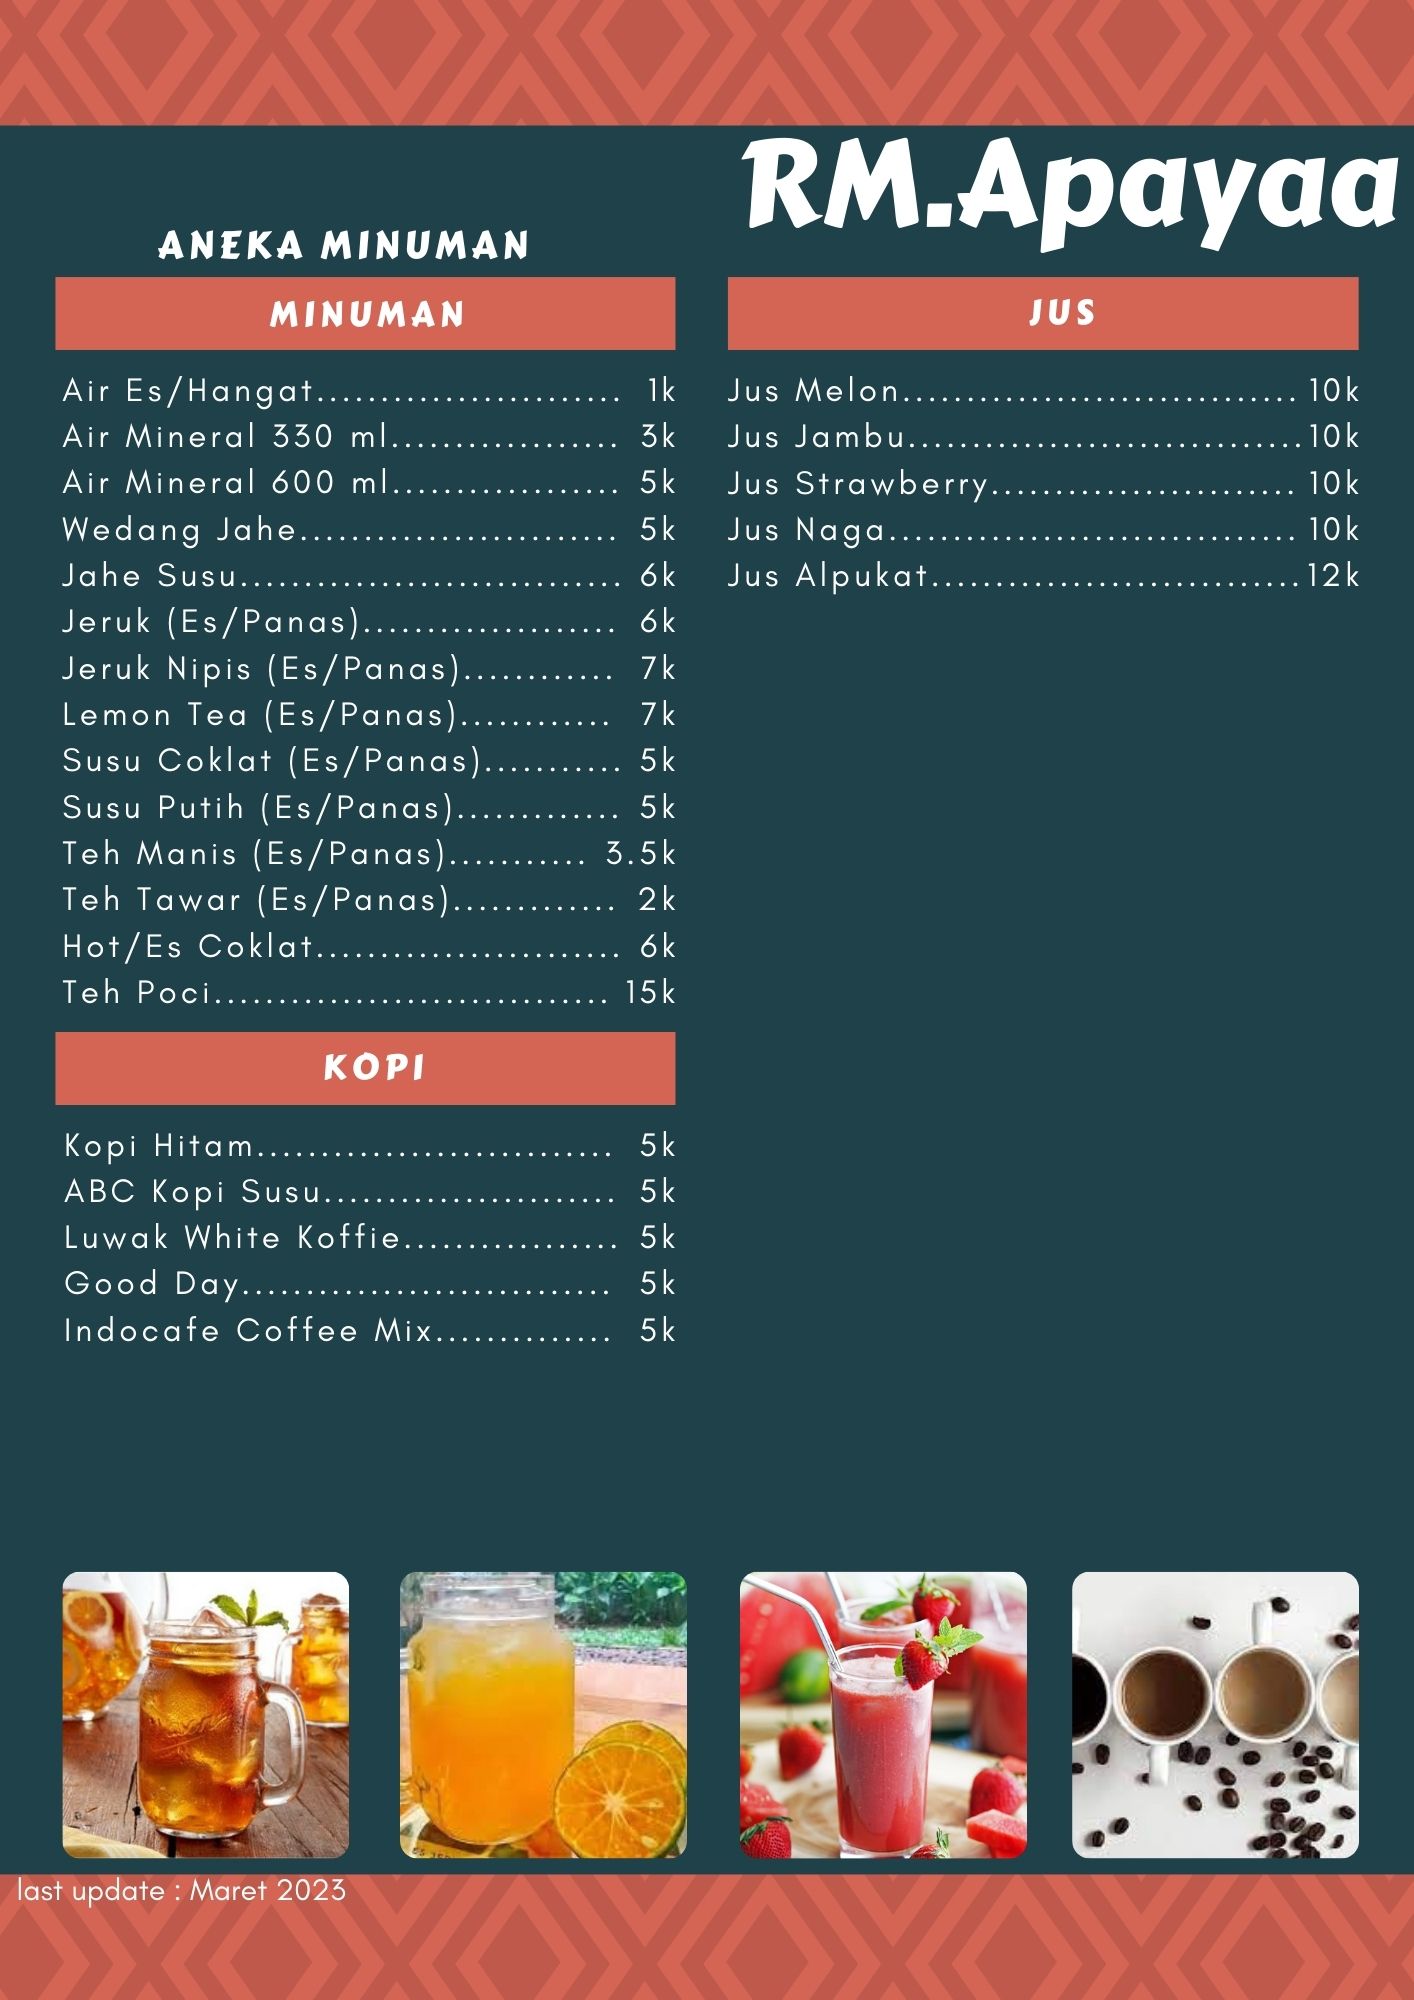 RM.Apayaa
ANEKA MINUMAN
MINUMAN
Air Es/Hangat........................ 1k
Air Mineral 330 ml.................. 3k
Air Mineral 600 ml.................. 5k
Wedang Jahe......................... 5k
Jahe Susu.............................. 6k
Jeruk (Es/Panas).................... 6k
Jeruk Nipis (Es/Panas)............ 7k
Lemon Tea (Es/Panas)............ 7k
Susu Coklat (Es/Panas)........... 5k
Susu Putih (Es/Panas)............. 5k
Teh Manis (Es/Panas)........... 3.5k
Teh Tawar (Es/Panas)............. 2k
Hot/Es Coklat........................ 6k
Teh Poci............................... 15k
KOPI
Kopi Hitam............................ 5k
ABC Kopi Susu....................... 5k
Luwak White Koffie................. 5k
Good Day............................. 5k
Indocafe Coffee Mix.............. 5k
JUS
Jus Melon............................... 10k
Jus Jambu...............................10k
Jus Strawberry........................ 10k
Jus Naga................................ 10k
Jus Alpukat.............................12k
last update : Maret 2023